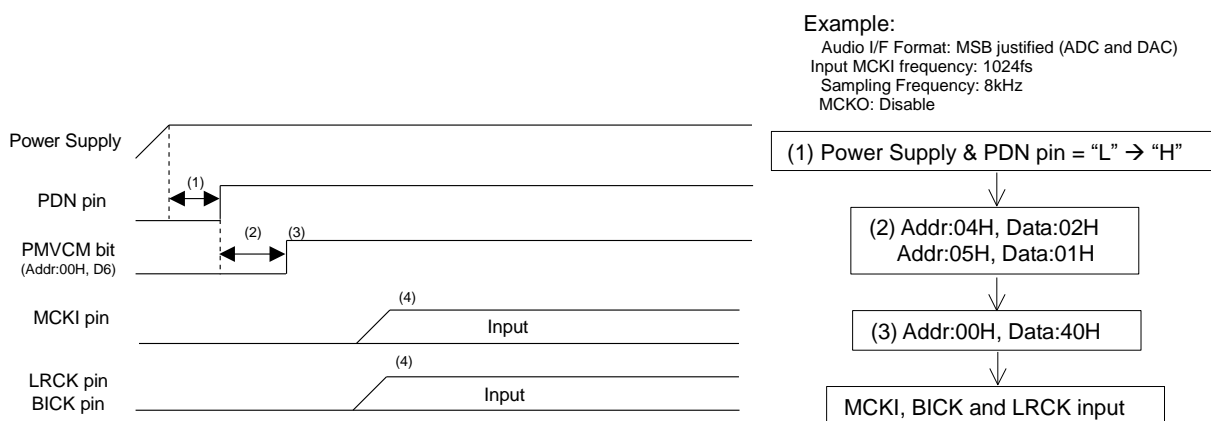 Example:
Audio I/F Format: MSB justified (ADC and DAC)
Input MCKI frequency: 1024fs
Sampling Frequency: 8kHz
MCKO: Disable
Power Supply
(1)
PDN pin
(2)
(3)
PMVCM bit
(Addr:00H, D6)
(4)
MCKI pin
Input
(4)
LRCK pin
BICK pin
Input
(1) Power Supply & PDN pin = “L” → “H”
(2) Addr:04H, Data:02H
Addr:05H, Data:01H
(3) Addr:00H, Data:40H
MCKI, BICK and LRCK input